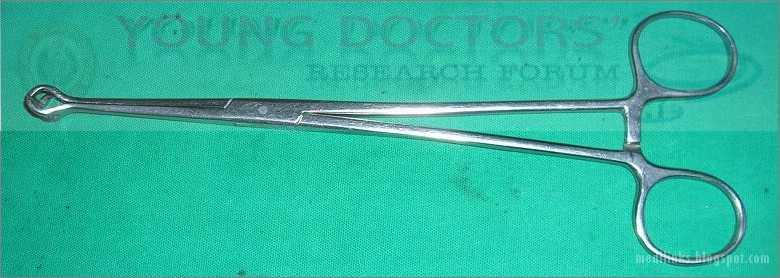 YOUNG DOCTORS"
RESEARCH FORUM
medilinks.blogspot.com